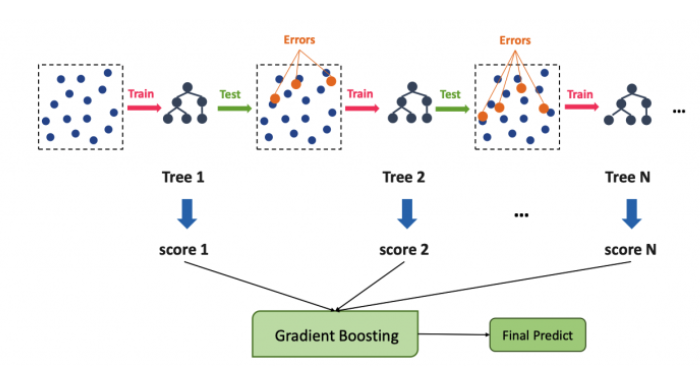 Errors
Errors
Train
Test
Train
Test
Train
...
Tree 1
Tree 2
Tree N
...
score 1
score 2
score N
Gradient Boosting
Final Predict